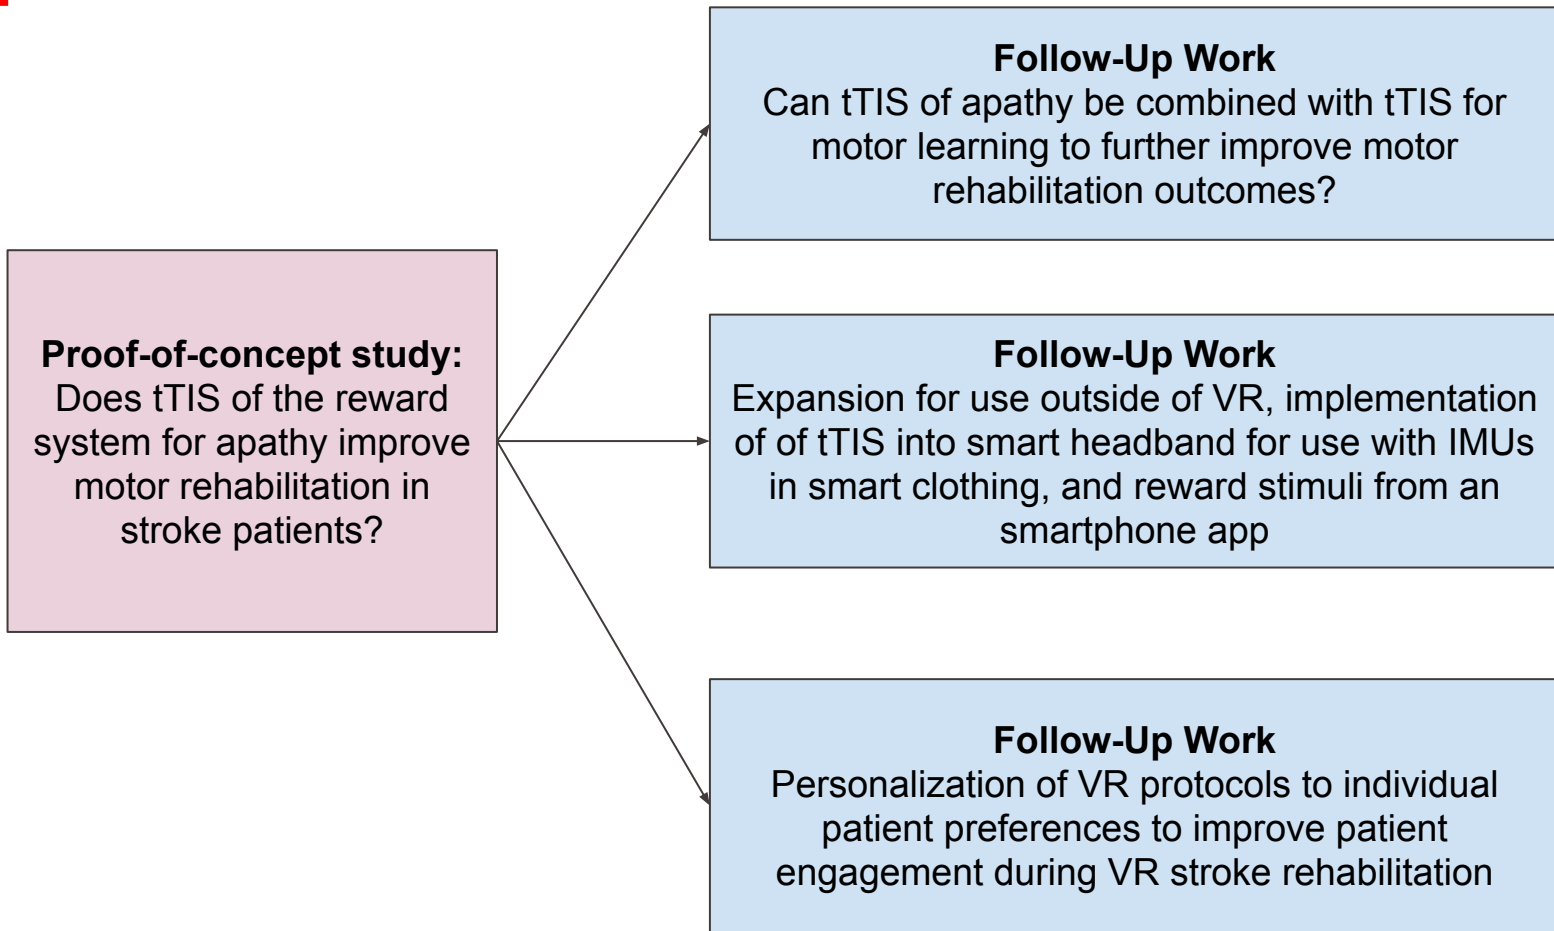 Proof-of-concept study:
Does tTIS of the reward
system for apathy improve
motor rehabilitation in
stroke patients?
Follow-Up Work
Can tTIS of apathy be combined with tTIS for
motor learning to further improve motor
rehabilitation outcomes?
Follow-Up Work
Expansion for use outside of VR, implementation
of of tTIS into smart headband for use with IMUs
in smart clothing, and reward stimuli from an
smartphone app
Follow-Up Work
Personalization of VR protocols to individual
patient preferences to improve patient
engagement during VR stroke rehabilitation